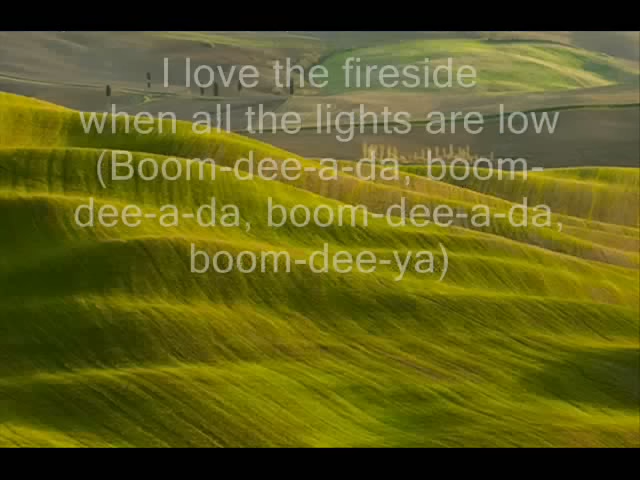 I love the fireside
when all the lights are low
(Boom-dee-a-da, boom-
dee-a-da, boom-dee-a-da,
boom-dee-ya)